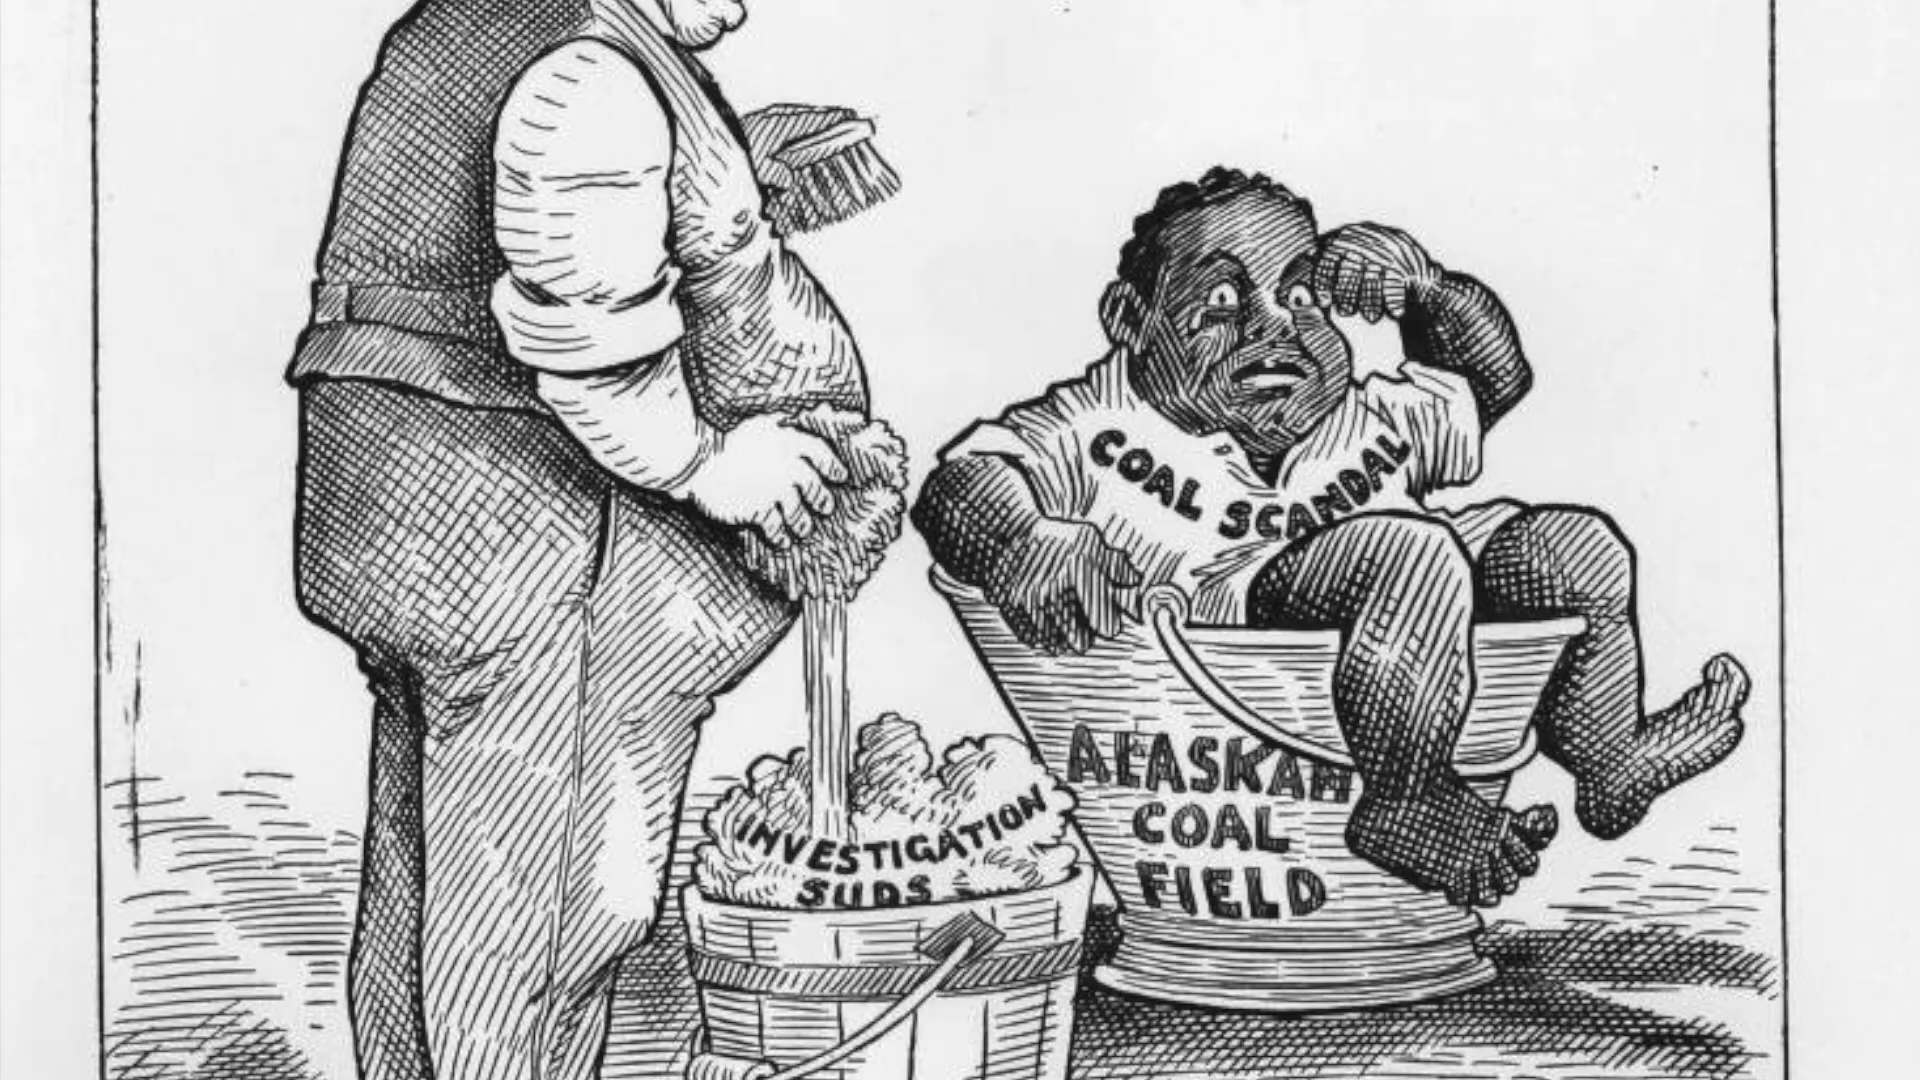 COAL SCANDAL
ALASKAN
COAL
FIELD
INVESTIGATION
SUDS